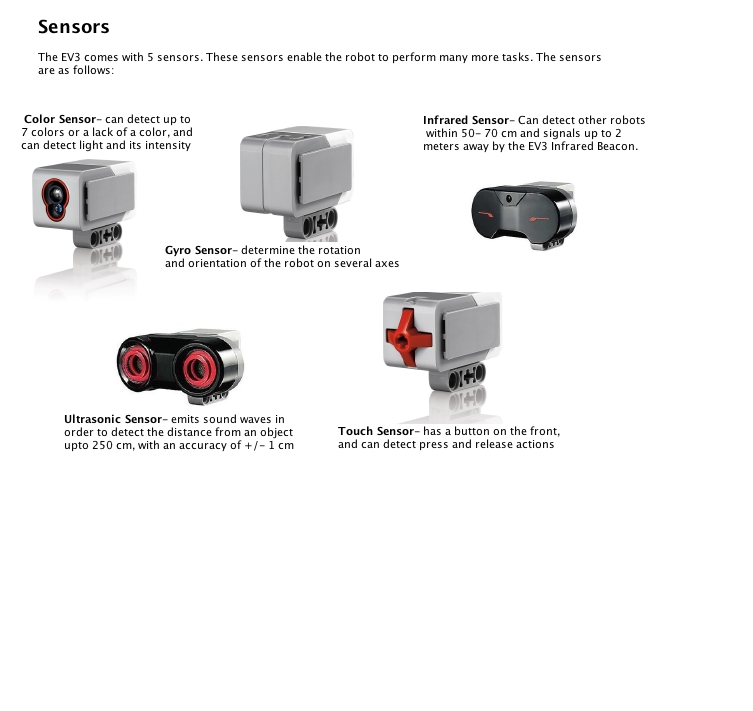 Sensors
The EV3 comes with 5 sensors. These sensors enable the robot to perform many more tasks. The sensors
are as follows:
Color Sensor- can detect up to
7 colors or a lack of a color, and
can detect light and its intensity
Infrared Sensor- Can detect other robots
within 50- 70 cm and signals up to 2
meters away by the EV3 Infrared Beacon.
Gyro Sensor- determine the rotation
and orientation of the robot on several axes
Ultrasonic Sensor- emits sound waves in
order to detect the distance from an object
upto 250 cm, with an accuracy of +/- 1 cm
Touch Sensor- has a button on the front,
and can detect press and release actions